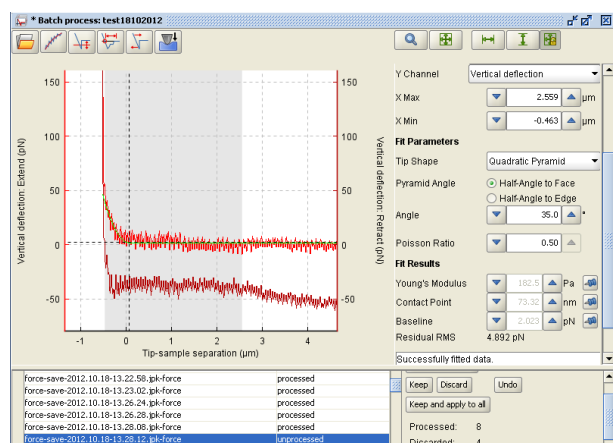 * Batch process: test18102012
Y Channel Vertical deflection
X Max 2.559 µm
X Min -0.463 µm
Fit Parameters
Tip Shape Quadratic Pyramid
Pyramid Angle Half-Angle to Face
Half-Angle to Edge
Angle 35.0 °
Poisson Ratio 0.50
Fit Results
Young's Modulus 182.5 Pa
Contact Point 73.32 nm
Baseline 2.023 pN
Residual RMS 4.892 pN
Successfully fitted data.
Vertical deflection: Extend (pN)
150 150
100 100
50 50
0 0
-50 -50
Vertical deflection: Retract (pN)
-1 0 1 2 3 4
Tip-sample separation (µm)
force-save-2012.10.18-13.22.58.jpk-force processed
force-save-2012.10.18-13.23.02.jpk-force processed
force-save-2012.10.18-13.26.24.jpk-force processed
force-save-2012.10.18-13.26.28.jpk-force processed
force-save-2012.10.18-13.28.08.jpk-force processed
force-save-2012.10.18-13.28.12.jpk-force unprocessed
Keep Discard Undo
Keep and apply to all
Processed: 8
Discarded: 4